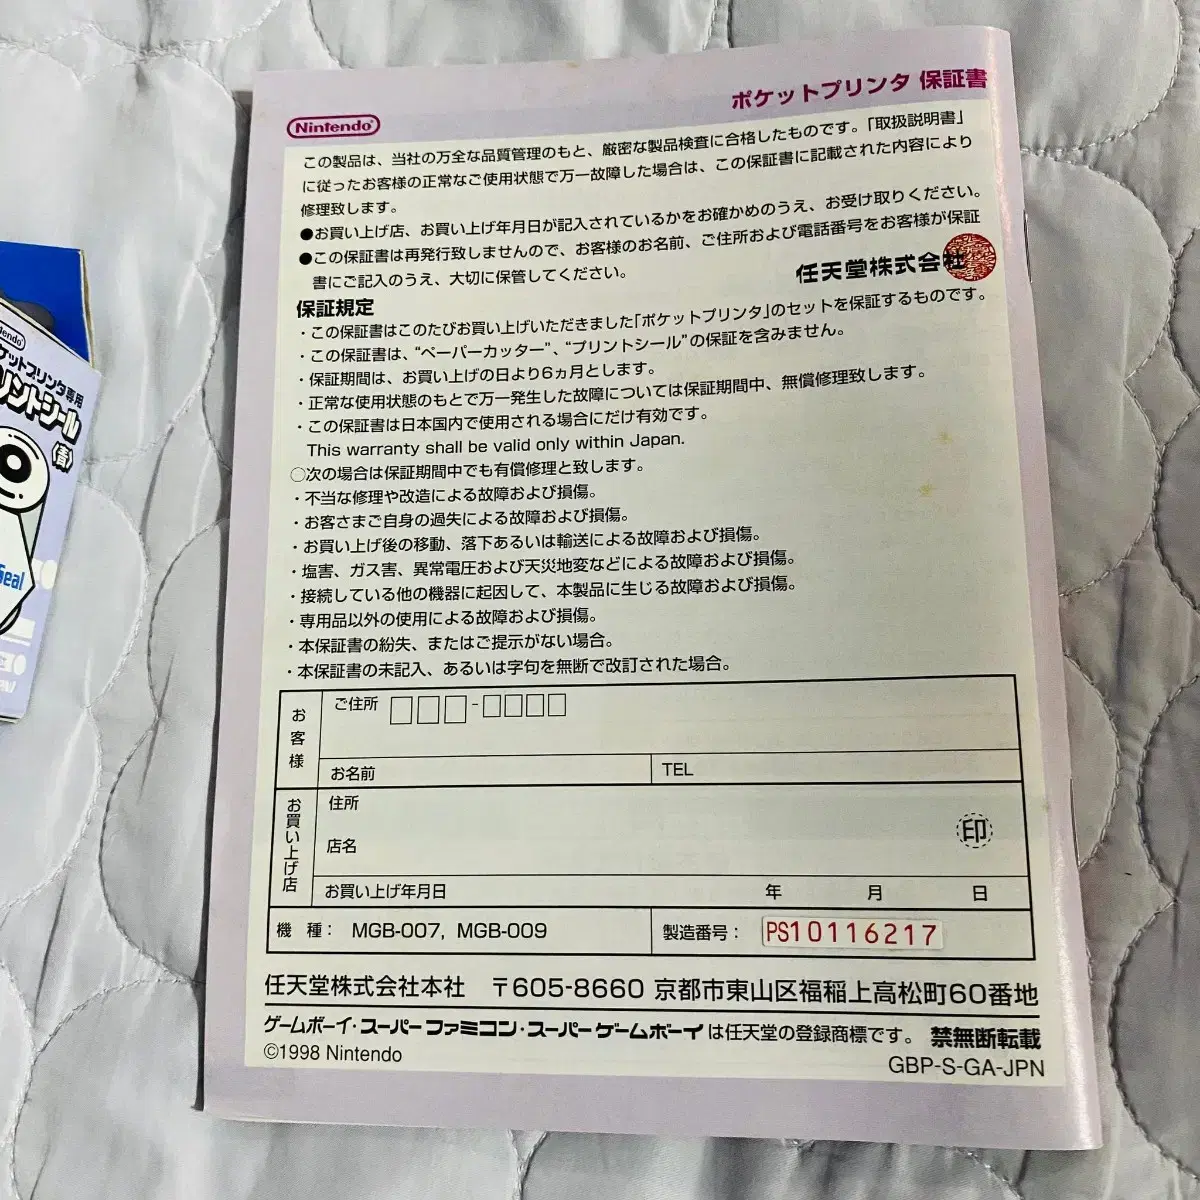 ポケットプリンタ 保証書
Nintendo
この製品は、当社の万全な品質管理のもと、厳密な製品検査に合格したものです。「取扱説明書」
に従ったお客様の正常なご使用状態で万一故障した場合は、この保証書に記載された内容により
修理致します。
●お買い上げ店、お買い上げ年月日が記入されているかをお確かめのうえ、お受け取りください。
●この保証書は再発行致しませんので、お客様のお名前、ご住所および電話番号をお客様が保証
書にご記入のうえ、大切に保管してください。
任天堂株式会社
保証規定
・この保証書はこのたびお買い上げいただきました「ポケットプリンタ」のセットを保証するものです。
・この保証書は、“ペーパーカッター”、“プリントシール”の保証を含みません。
・保証期間は、お買い上げの日より6ヵ月とします。
・正常な使用状態のもとで万一発生した故障については保証期間中、無償修理致します。
・この保証書は日本国内で使用される場合にだけ有効です。
This warranty shall be valid only within Japan.
○次の場合は保証期間中でも有償修理と致します。
・不当な修理や改造による故障および損傷。
・お客さまご自身の過失による故障および損傷。
・お買い上げ後の移動、落下あるいは輸送による故障および損傷。
・塩害、ガス害、異常電圧および天災地変などによる故障および損傷。
・接続している他の機器に起因して、本製品に生じる故障および損傷。
・専用品以外の使用による故障および損傷。
・本保証書の紛失、またはご提示がない場合。
・本保証書の未記入、あるいは字句を無断で改訂された場合。
お客様
ご住所 □□□-□□□□
お名前
TEL
お買い上げ店
住所
店名
印
お買い上げ年月日 年 月 日
機 種： MGB-007, MGB-009
製造番号： PS10116217
任天堂株式会社本社 〒605-8660 京都市東山区福稲上高松町60番地
ゲームボーイ・スーパーファミコン・スーパーゲームボーイは任天堂の登録商標です。 禁無断転載
©1998 Nintendo
GBP-S-GA-JPN
ケットプリンタ専用
リントシール
〈青〉
Seal